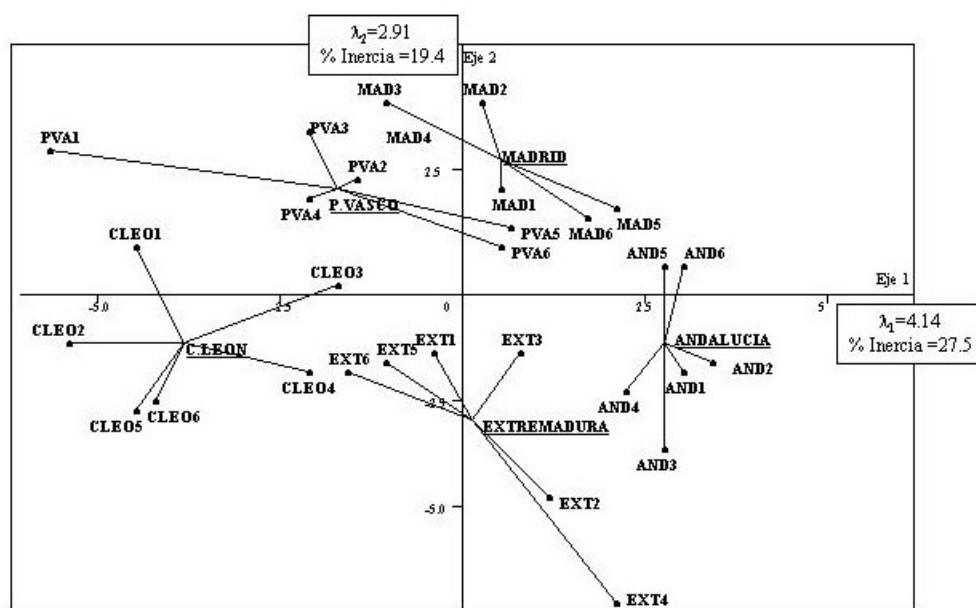 λ2=2.91
% Inercia =19.4
Eje 2
MAD3
MAD2
PVA3
MAD4
PVA1
MADRID
PVA2
2.5
PVA4
P.VASCO
MAD1
MAD5
MAD6
PVA5
CLEO1
PVA6
AND5
AND6
CLEO3
Eje 1
-5.0
-2.5
0
2.5
5
λ1=4.14
% Inercia =27.5
CLEO2
C.LEON
EXT6
EXT5
EXT1
EXT3
ANDALUCIA
AND2
CLEO4
AND1
AND4
-2.5
CLEO5
CLEO6
EXTREMADURA
AND3
EXT2
-5.0
EXT4